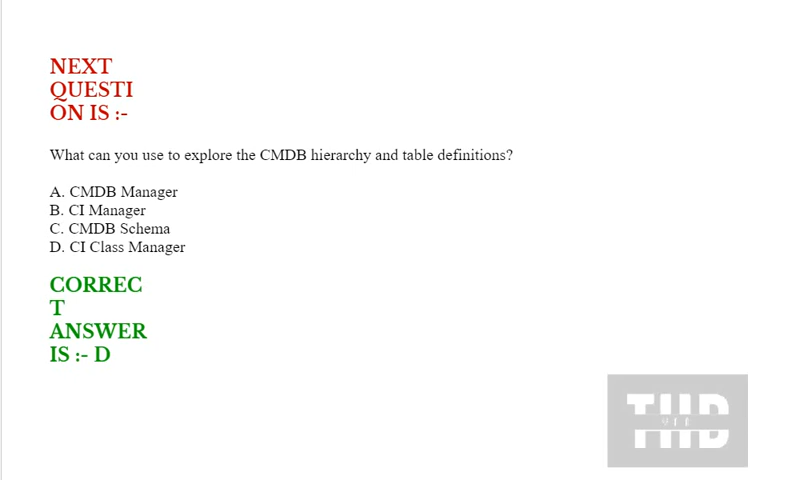 NEXT
QUESTI
ON IS :-
What can you use to explore the CMDB hierarchy and table definitions?
A. CMDB Manager
B. CI Manager
C. CMDB Schema
D. CI Class Manager
CORREC
T
ANSWER
IS :- D
THD